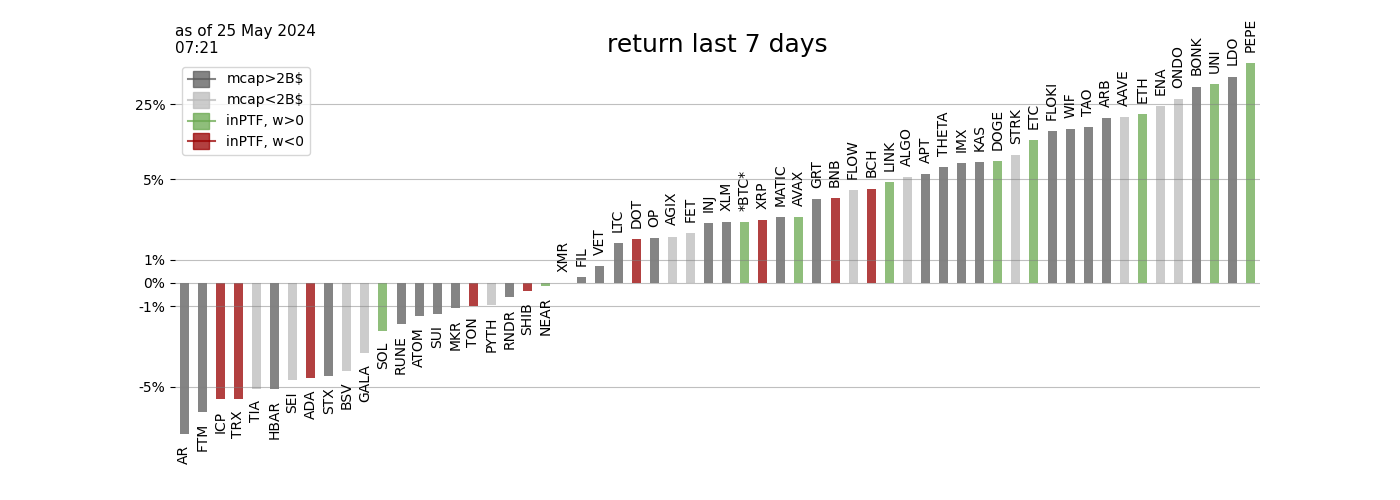 as of 25 May 2024
07:21
return last 7 days
mcap>2B$
mcap<2B$
inPTF, w>0
inPTF, w<0
25%
5%
1%
0%
-1%
-5%
AR
FTM
ICP
TRX
TIA
HBAR
SEI
ADA
STX
BSV
GALA
SOL
RUNE
ATOM
SUI
MKR
TON
PYTH
RNDR
SHIB
NEAR
XMR
FIL
VET
LTC
DOT
OP
AGIX
FET
INJ
XLM
*BTC*
XRP
MATIC
AVAX
GRT
BNB
FLOW
BCH
LINK
ALGO
APT
THETA
IMX
KAS
DOGE
STRK
ETC
FLOKI
WIF
TAO
ARB
AAVE
ETH
ENA
ONDO
BONK
UNI
LDO
PEPE